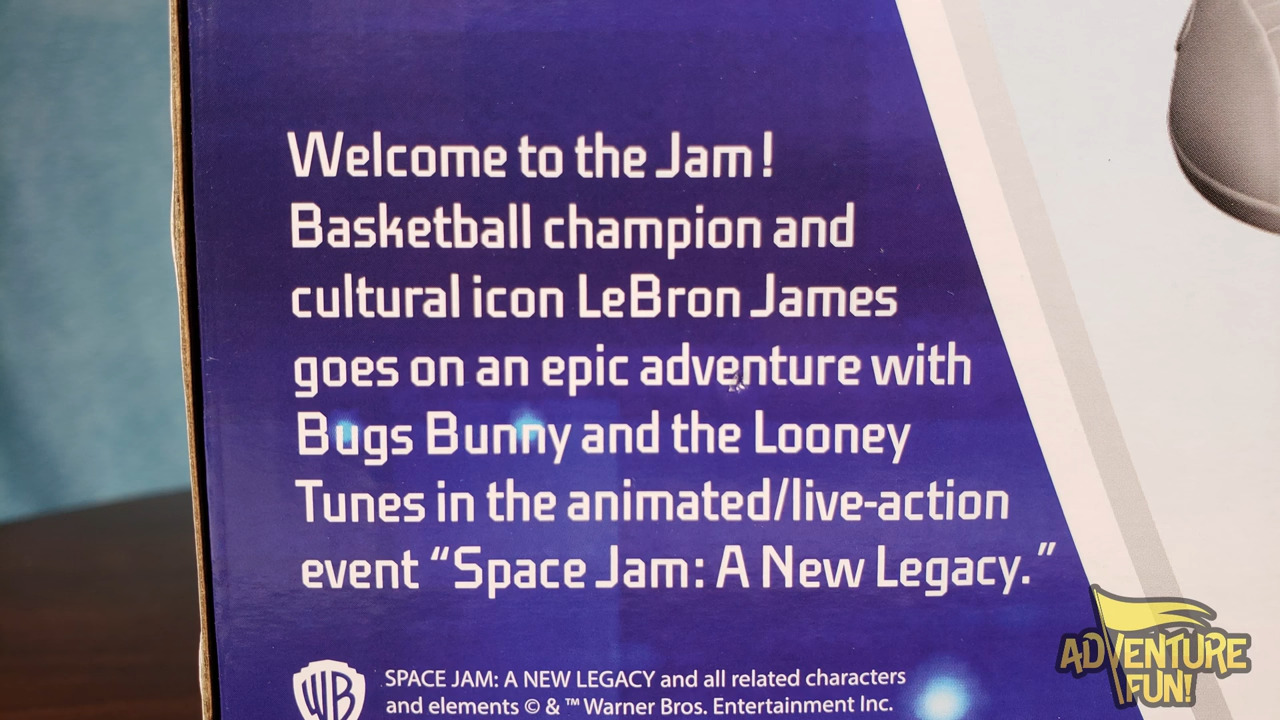 Welcome to the Jam!
Basketball champion and
cultural icon LeBron James
goes on an epic adventure with
Bugs Bunny and the Looney
Tunes in the animated/live-action
event “Space Jam: A New Legacy.”
WB
SPACE JAM: A NEW LEGACY and all related characters
and elements © & ™ Warner Bros. Entertainment Inc.
ADVENTURE
FUN!